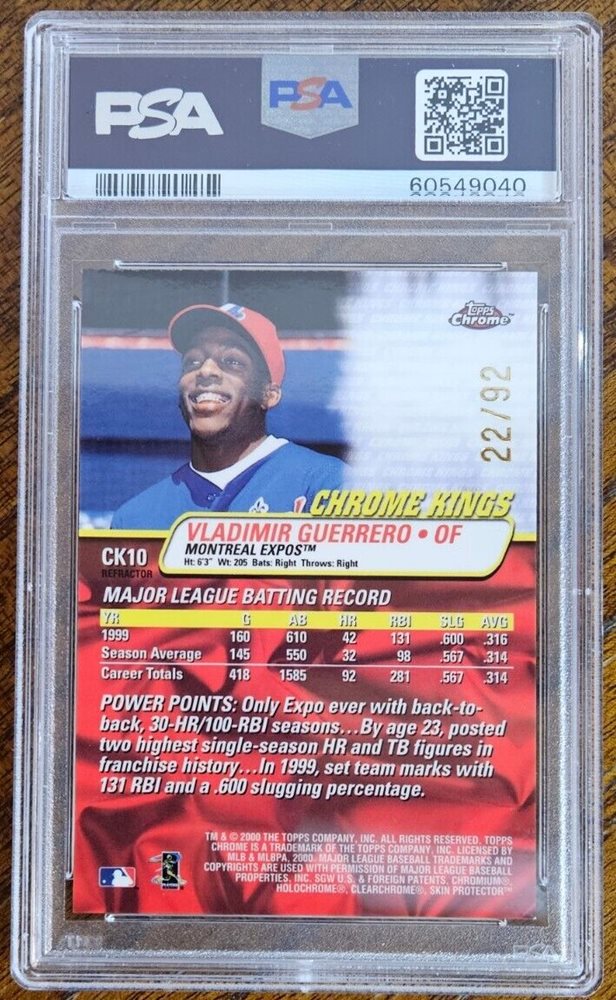 PSA
PSA
60549040
Topps
Chrome™
22/92
CHROME KINGS
VLADIMIR GUERRERO • OF
MONTREAL EXPOS™
Ht: 6'3" Wt: 205 Bats: Right Throws: Right
CK10
REFRACTOR
MAJOR LEAGUE BATTING RECORD
YR G AB HR RBI SLG AVG
1999 160 610 42 131 .600 .316
Season Average 145 550 32 98 .567 .314
Career Totals 418 1585 92 281 .567 .314
POWER POINTS: Only Expo ever with back-to-
back, 30-HR/100-RBI seasons...By age 23, posted
two highest single-season HR and TB figures in
franchise history...In 1999, set team marks with
131 RBI and a .600 slugging percentage.
TM & © 2000 THE TOPPS COMPANY, INC. ALL RIGHTS RESERVED. TOPPS
CHROME IS A TRADEMARK OF THE TOPPS COMPANY, INC. LICENSED BY
MLB & MLBPA, 2000. MAJOR LEAGUE BASEBALL TRADEMARKS AND
COPYRIGHTS ARE USED WITH PERMISSION OF MAJOR LEAGUE BASEBALL
PROPERTIES, INC. SGW U.S. & FOREIGN PATENTS. CHROMIUM®,
HOLOCHROME®, CLEARCHROME®, SKIN PROTECTOR™
PLAYERS
PSA